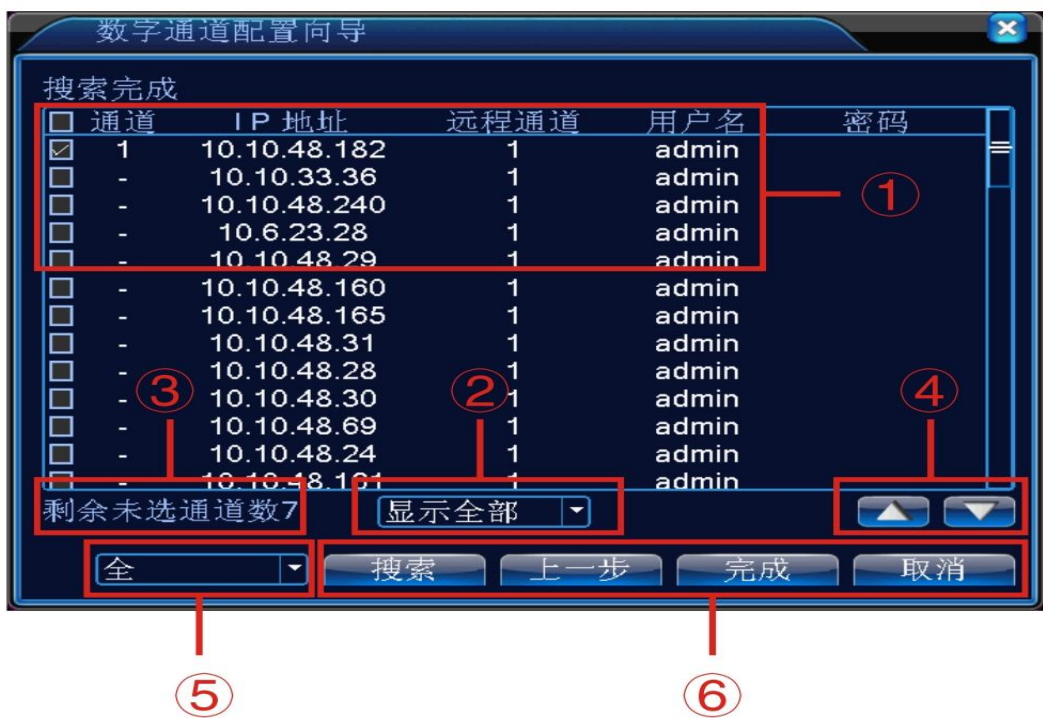 数字通道配置向导
搜索完成
通道 IP 地址 远程通道 用户名 密码
1 10.10.48.182 1 admin
- 10.10.33.36 1 admin
- 10.10.48.240 1 admin
①
- 10.6.23.28 1 admin
- 10.10.48.29 1 admin
- 10.10.48.160 1 admin
- 10.10.48.165 1 admin
- 10.10.48.31 1 admin
- 10.10.48.28 1 admin
③ ② ④
- 10.10.48.30 1 admin
- 10.10.48.69 1 admin
- 10.10.48.24 1 admin
- 10.10.48.101 1 admin
剩余未选通道数7 显示全部
全 搜索 上一步 完成 取消
⑤ ⑥